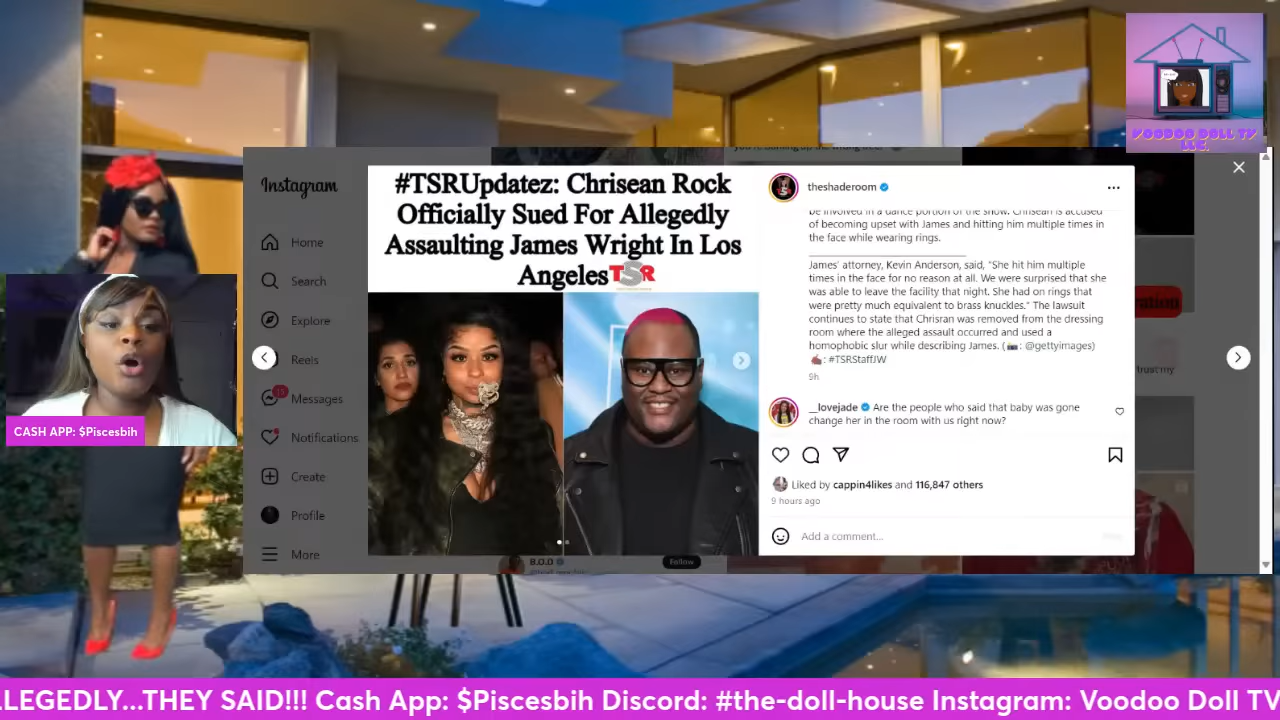 VOODOO DOLL TV
LLC.
Instagram
Home
Search
Explore
Reels
Messages
Notifications
Create
Profile
More
#TSRUpdatez: Chrisean Rock
Officially Sued For Allegedly
Assaulting James Wright In Los
Angeles TSR
theshaderoom
be involved in a dance portion of the show. Chrisean is accused
of becoming upset with James and hitting him multiple times in
the face while wearing rings.
James' attorney, Kevin Anderson, said, "She hit him multiple
times in the face for no reason at all. We were surprised that she
was able to leave the facility that night. She had on rings that
were pretty much equivalent to brass knuckles." The lawsuit
continues to state that Chrisran was removed from the dressing
room where the alleged assault occurred and used a
homophobic slur while describing James. (📸: @gettyimages)
✍🏾: #TSRStaffJW
9h
__lovejade Are the people who said that baby was gone
change her in the room with us right now?
Liked by cappin4likes and 116,847 others
9 hours ago
Add a comment...
trust my
B.O.O
Follow
CASH APP: $Piscesbih
LLEGEDLY...THEY SAID!!! Cash App: $Piscesbih Discord: #the-doll-house Instagram: Voodoo Doll TV